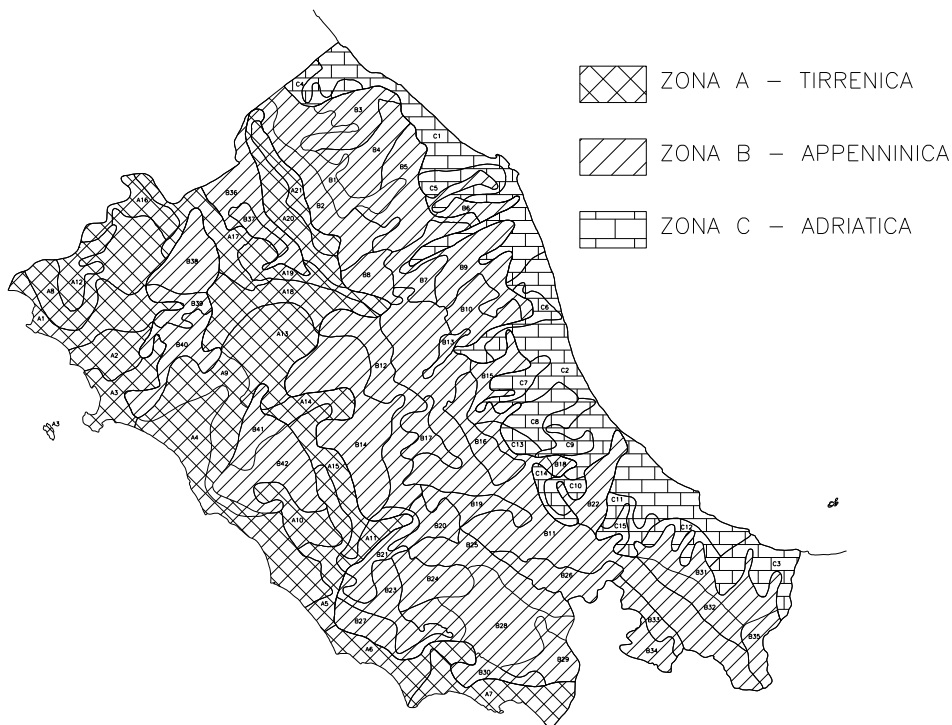 ZONA A – TIRRENICA
ZONA B – APPENNINICA
ZONA C – ADRIATICA
C4
B3
C1
B4
B5
B1
C5
A21
B2
B6
A16
B36
B37
A20
A17
B38
B8
B7
B9
A19
A12
A8
A18
B39
B10
C6
A1
A13
B40
B13
A2
B12
C2
A9
B15
C7
A3
A14
C8
A3
A4
B41
B14
B17
B16
C13
C9
B42
A15
B18
C14
C10
B19
B22
C11
A10
B20
C15
C12
A11
B11
B21
B25
C3
B24
B26
B31
B23
A5
B32
B27
B28
B33
B35
A6
B34
B29
B30
A7